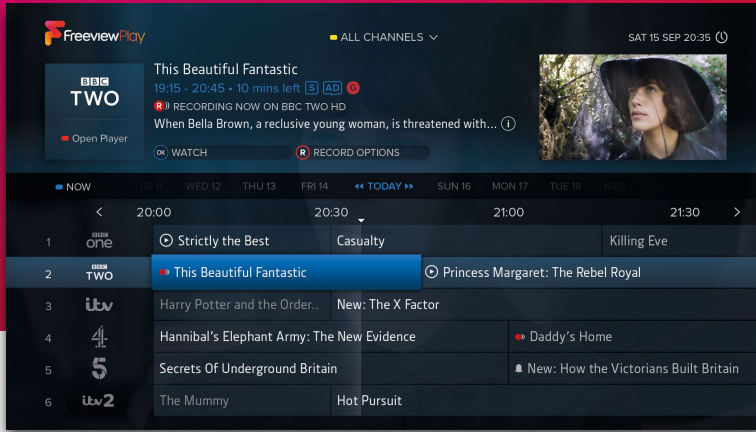 FreeviewPlay
ALL CHANNELS
SAT 15 SEP 20:35
BBC
TWO
Open Player
This Beautiful Fantastic
19:15 - 20:45 • 10 mins left S AD G
R RECORDING NOW ON BBC TWO HD
When Bella Brown, a reclusive young woman, is threatened with... i
OK WATCH
R RECORD OPTIONS
NOW TUE 11 WED 12 THU 13 FRI 14 TODAY SUN 16 MON 17 TUE 18 WED
< 20:00 20:30 21:00 21:30 >
1 BBC one Strictly the Best Casualty Killing Eve
2 BBC TWO This Beautiful Fantastic Princess Margaret: The Rebel Royal
3 itv Harry Potter and the Order.. New: The X Factor
4 4 Hannibal's Elephant Army: The New Evidence Daddy's Home
5 5 Secrets Of Underground Britain New: How the Victorians Built Britain
6 itv2 The Mummy Hot Pursuit